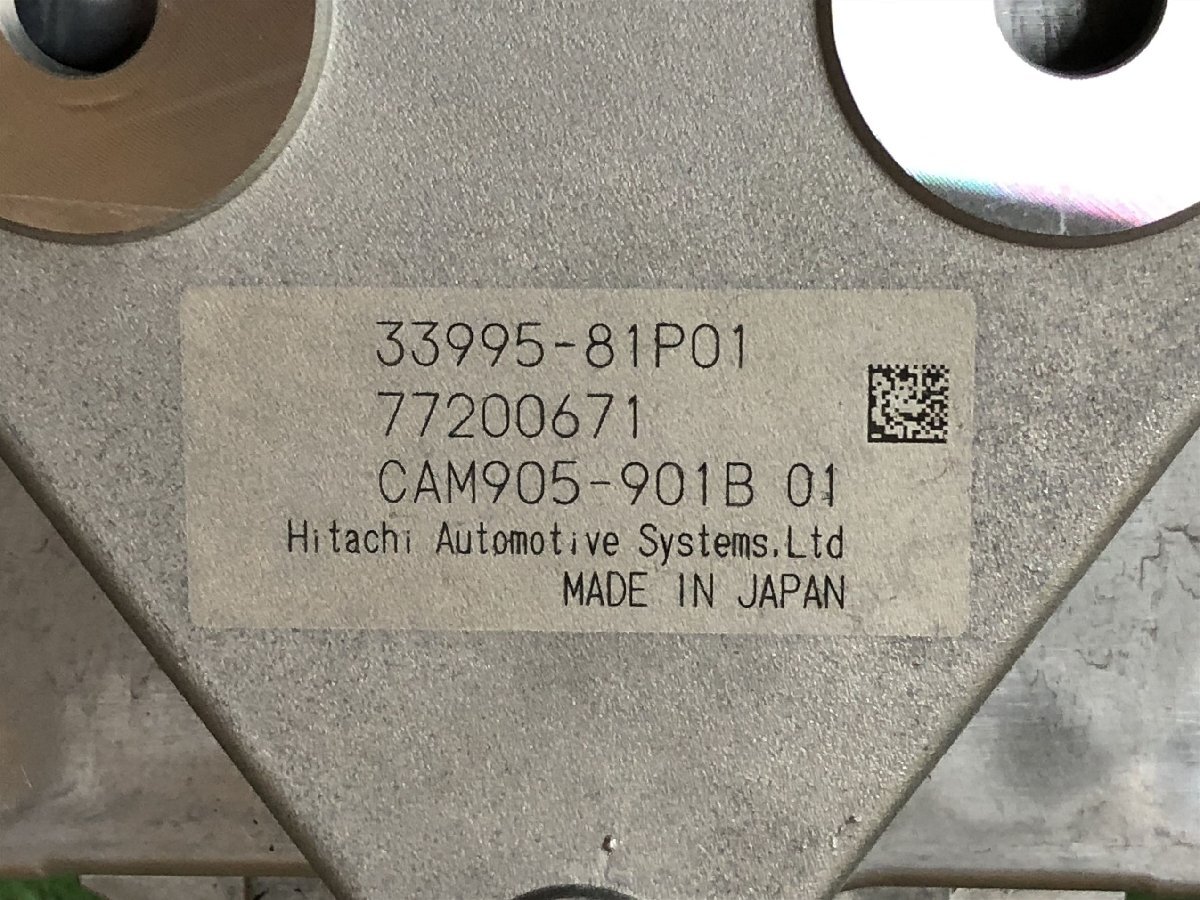 33995-81P01
77200671
CAM905-901B 01
Hitachi Automotive Systems.Ltd
MADE IN JAPAN